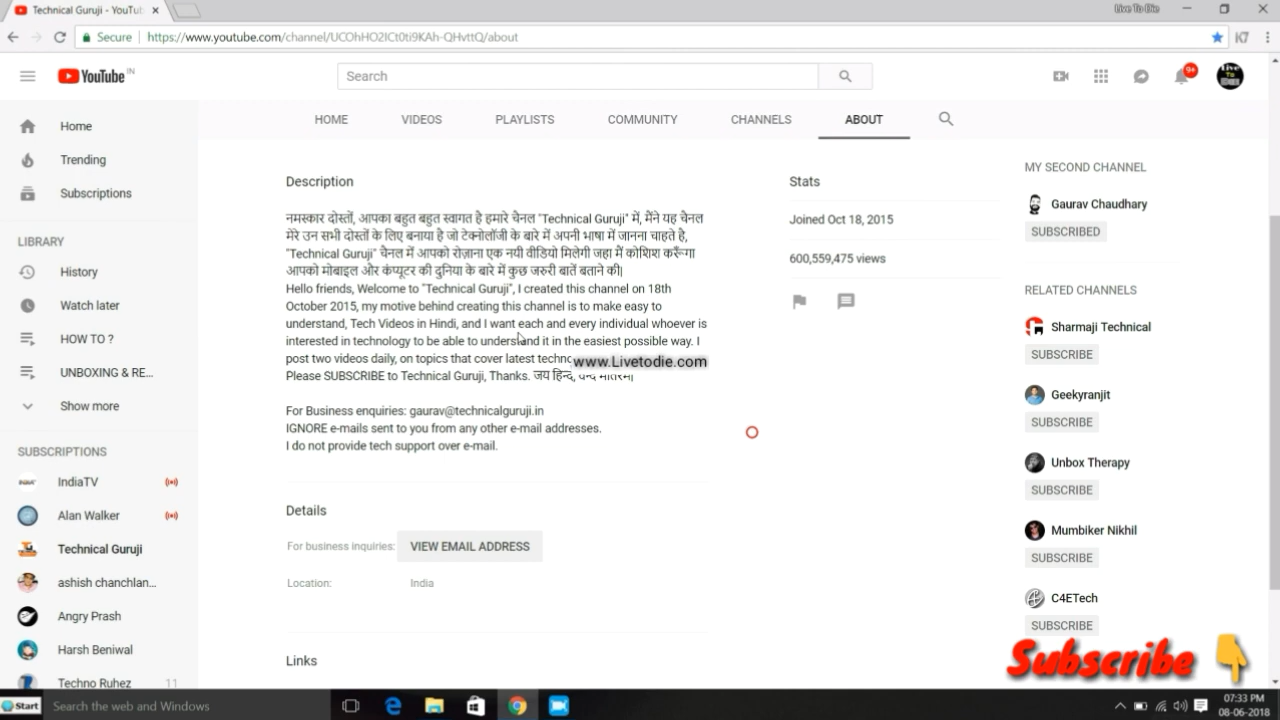 Technical Guruji - YouTub
Live To Die
Secure
https://www.youtube.com/channel/UCOhHO2ICt0ti9KAh-QHvttQ/about
YouTube IN
Search
9+
HOME
VIDEOS
PLAYLISTS
COMMUNITY
CHANNELS
ABOUT
Home
Trending
Subscriptions
LIBRARY
History
Watch later
HOW TO ?
UNBOXING & RE...
Show more
SUBSCRIPTIONS
IndiaTV
Alan Walker
Technical Guruji
ashish chanchlan...
Angry Prash
Harsh Beniwal
Techno Ruhez 11
Description
नमस्कार दोस्तों, आपका बहुत बहुत स्वागत है हमारे चैनल "Technical Guruji" में, मैंने यह चैनल
मेरे उन सभी दोस्तों के लिए बनाया है जो टेक्नोलॉजी के बारे में अपनी भाषा में जानना चाहते है,
"Technical Guruji" चैनल में आपको रोज़ाना एक नयी वीडियो मिलेगी जहा मैं कोशिश करूँगा
आपको मोबाइल और कंप्यूटर की दुनिया के बारे में कुछ जरुरी बातें बताने की|
Hello friends, Welcome to "Technical Guruji", I created this channel on 18th
October 2015, my motive behind creating this channel is to make easy to
understand, Tech Videos in Hindi, and I want each and every individual whoever is
interested in technology to be able to understand it in the easiest possible way. I
post two videos daily, on topics that cover latest
www.Livetodie.com
Please SUBSCRIBE to Technical Guruji, Thanks. जय हिन्द, वन्दे मातरम|
For Business enquiries: gaurav@technicalguruji.in
IGNORE e-mails sent to you from any other e-mail addresses.
I do not provide tech support over e-mail.
Details
For business inquiries: VIEW EMAIL ADDRESS
Location: India
Links
Stats
Joined Oct 18, 2015
600,559,475 views
MY SECOND CHANNEL
Gaurav Chaudhary
SUBSCRIBED
RELATED CHANNELS
Sharmaji Technical
SUBSCRIBE
Geekyranjit
SUBSCRIBE
Unbox Therapy
SUBSCRIBE
Mumbiker Nikhil
SUBSCRIBE
C4ETech
SUBSCRIBE
Subscribe
Start
Search the web and Windows
07:33 PM
08-06-2018